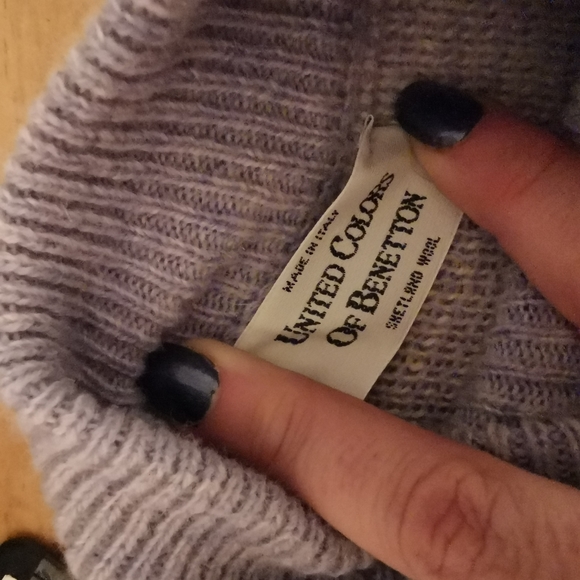 MADE IN ITALY
UNITED COLORS
OF BENETTON
SHETLAND WOOL